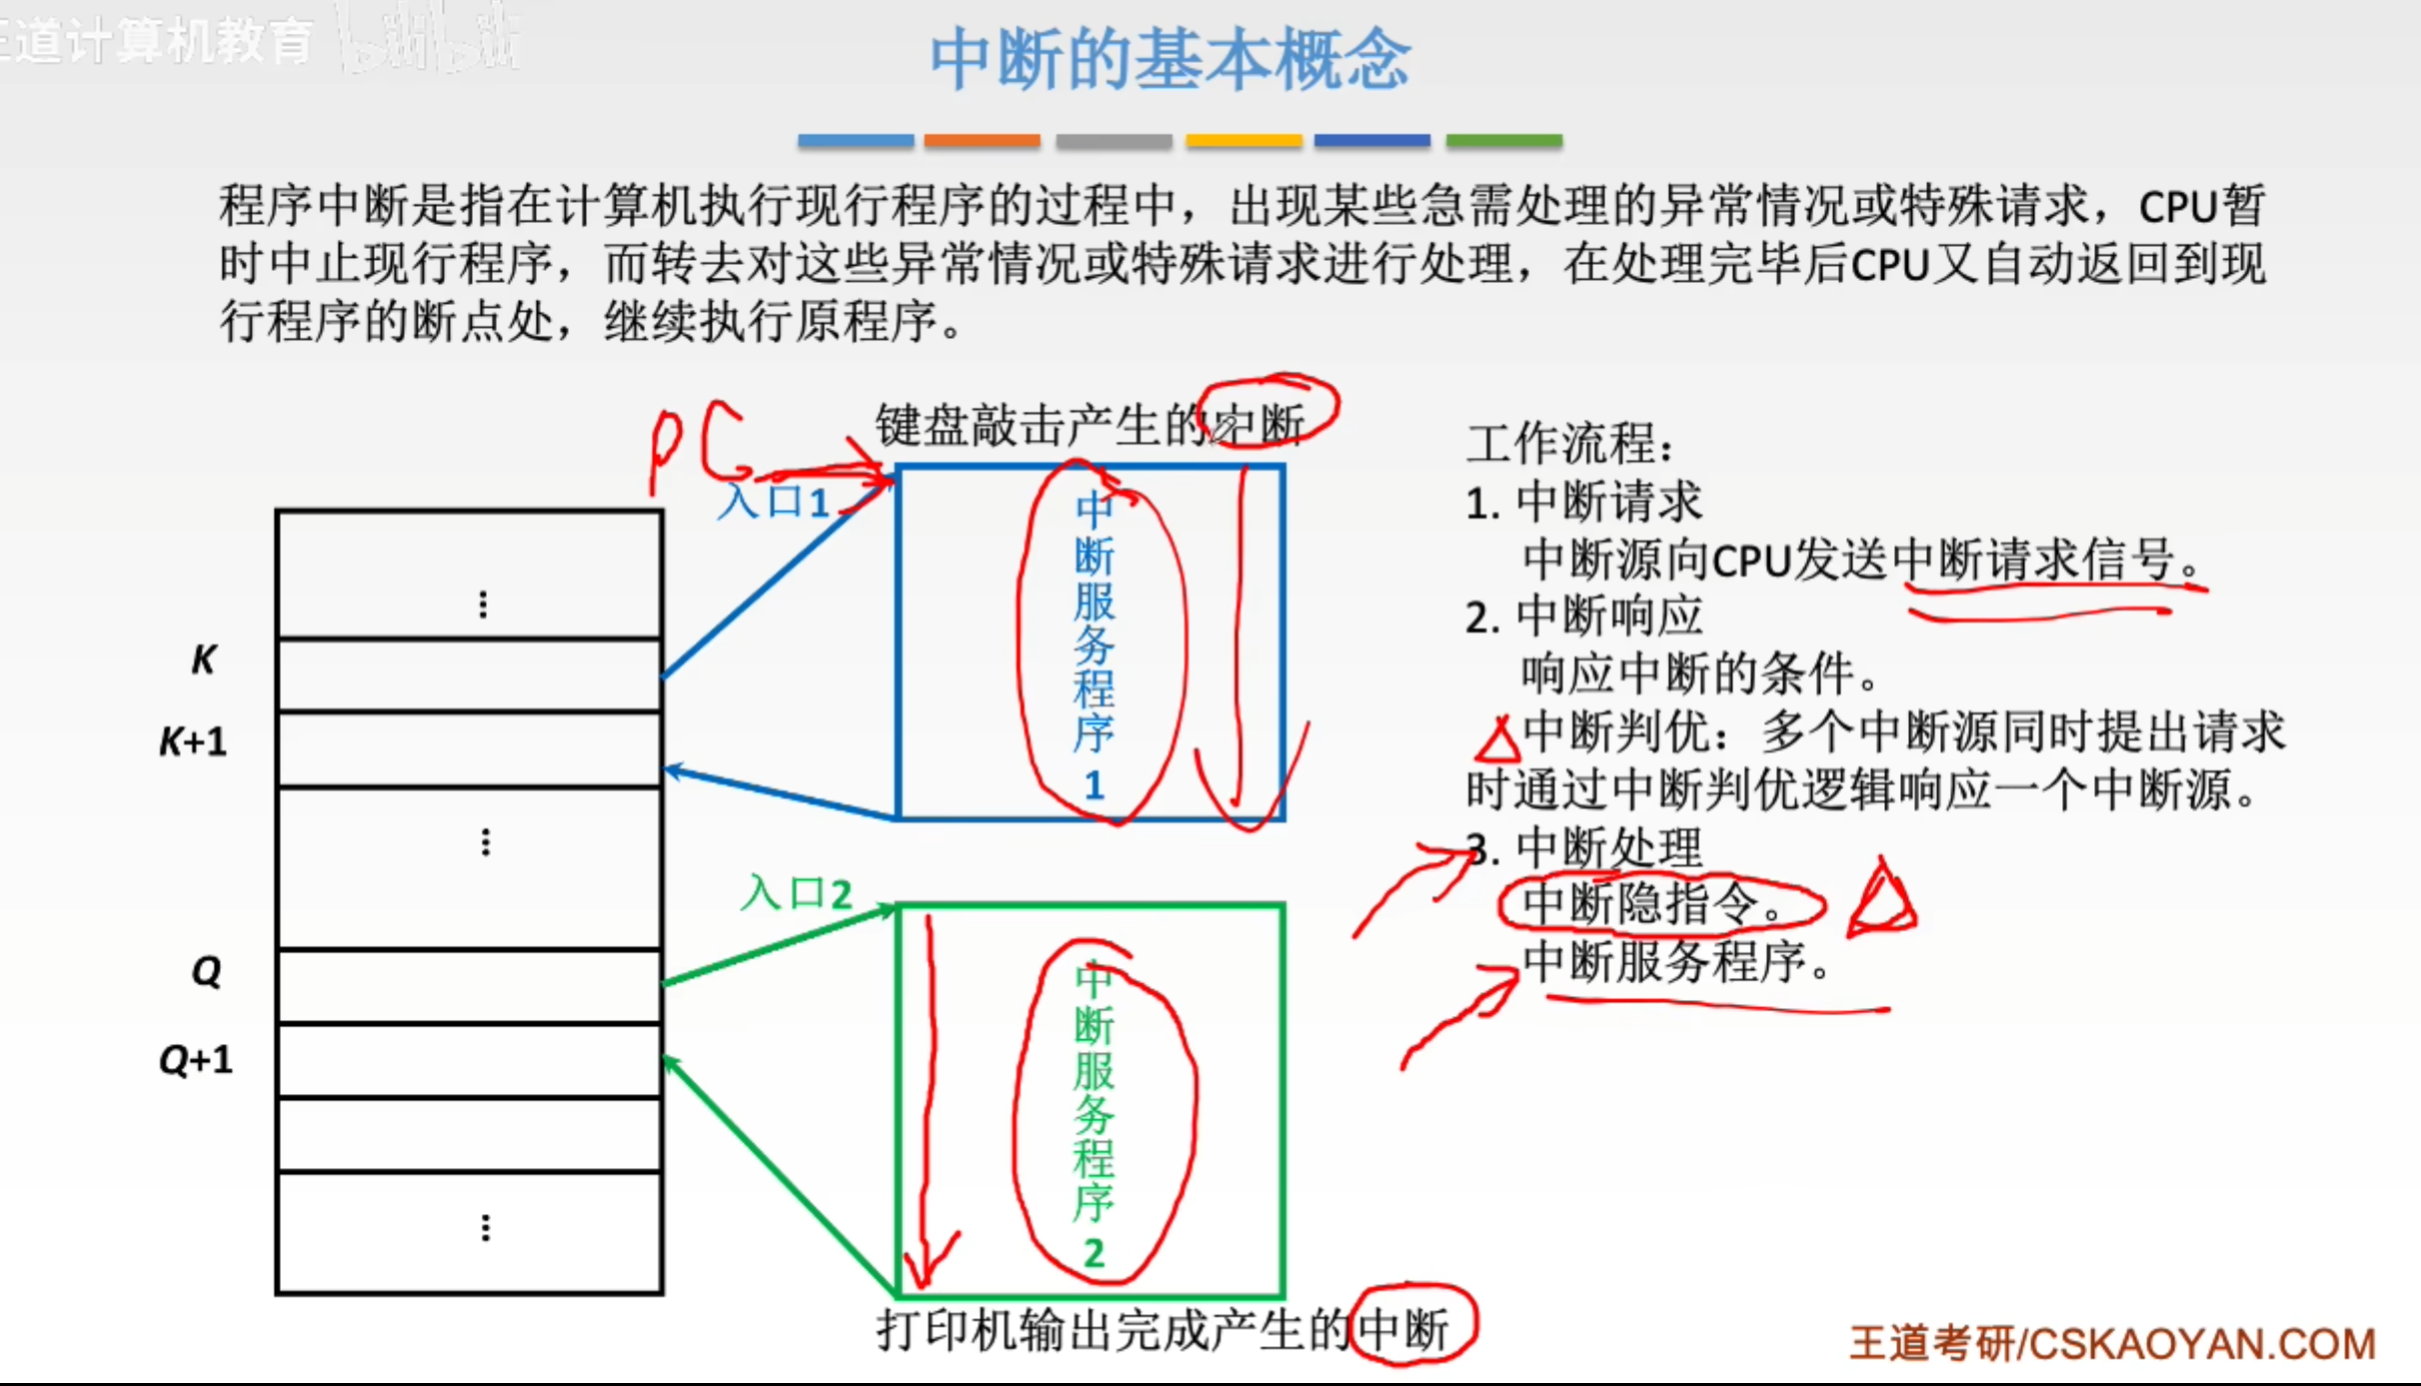 王道计算机教育 bilibili
中断的基本概念
程序中断是指在计算机执行现行程序的过程中，出现某些急需处理的异常情况或特殊请求，CPU暂
时中止现行程序，而转去对这些异常情况或特殊请求进行处理，在处理完毕后CPU又自动返回到现
行程序的断点处，继续执行原程序。
键盘敲击产生的中断
PC
入口1
中断服务程序1
K
K+1
入口2
中断服务程序2
Q
Q+1
打印机输出完成产生的中断
工作流程：
1. 中断请求
中断源向CPU发送中断请求信号。
2. 中断响应
响应中断的条件。
中断判优：多个中断源同时提出请求
时通过中断判优逻辑响应一个中断源。
3. 中断处理
中断隐指令。
中断服务程序。
王道考研/CSKAOYAN.COM